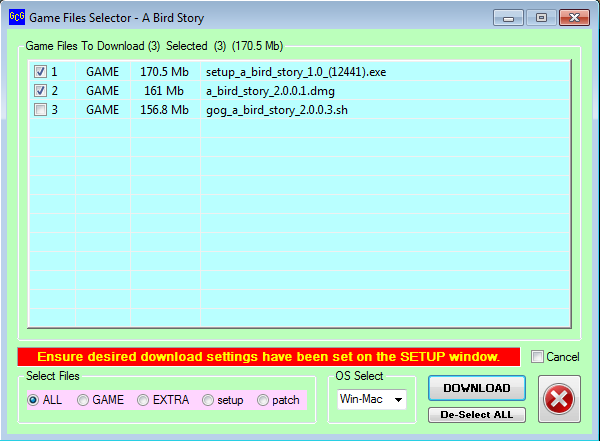 GcG Game Files Selector - A Bird Story
Game Files To Download (3) Selected (3) (170.5 Mb)
1 GAME 170.5 Mb setup_a_bird_story_1.0_(12441).exe
2 GAME 161 Mb a_bird_story_2.0.0.1.dmg
3 GAME 156.8 Mb gog_a_bird_story_2.0.0.3.sh
Ensure desired download settings have been set on the SETUP window.
Cancel
Select Files
ALL GAME EXTRA setup patch
OS Select
Win-Mac
DOWNLOAD
De-Select ALL